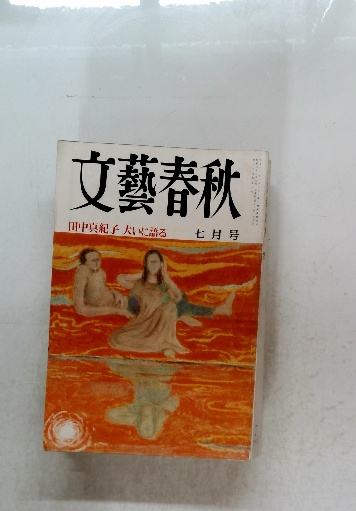 文藝春秋
田中真紀子 大いに語る
七月号